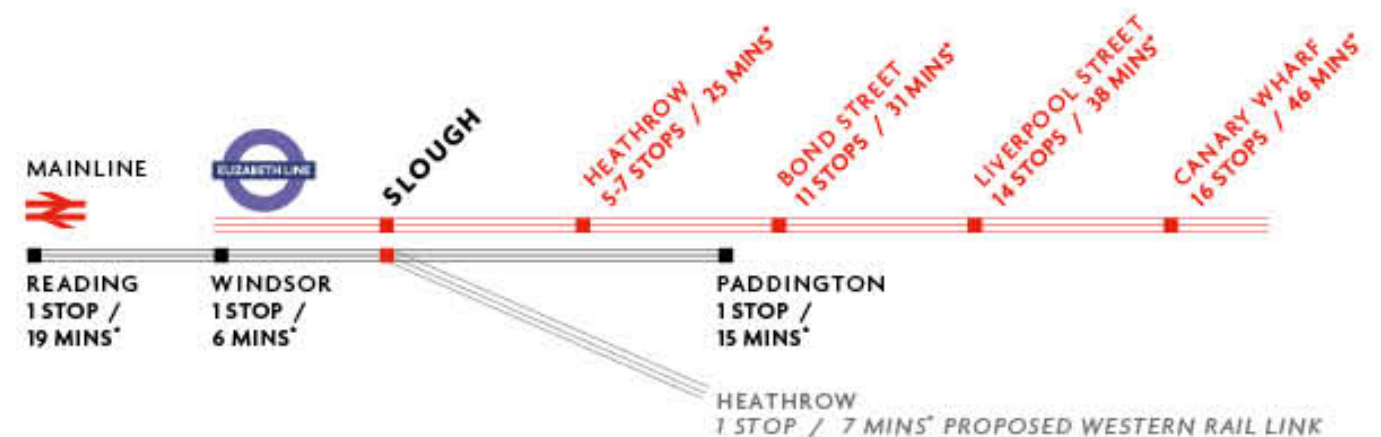 MAINLINE
ELIZABETH LINE
SLOUGH
HEATHROW
5-7 STOPS / 25 MINS*
BOND STREET
11 STOPS / 31 MINS*
LIVERPOOL STREET
14 STOPS / 38 MINS*
CANARY WHARF
16 STOPS / 46 MINS*
READING
1 STOP /
19 MINS*
WINDSOR
1 STOP /
6 MINS*
PADDINGTON
1 STOP /
15 MINS*
HEATHROW
1 STOP / 7 MINS* PROPOSED WESTERN RAIL LINK